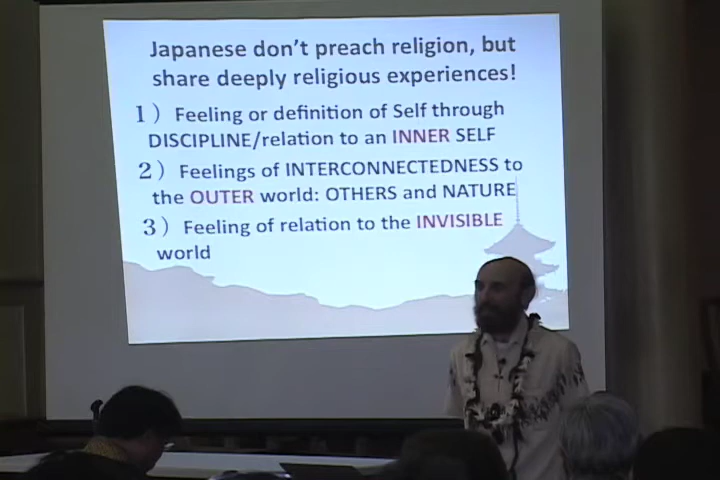 Japanese don't preach religion, but
share deeply religious experiences!
1） Feeling or definition of Self through
DISCIPLINE/relation to an INNER SELF
2） Feelings of INTERCONNECTEDNESS to
the OUTER world: OTHERS and NATURE
3） Feeling of relation to the INVISIBLE
world